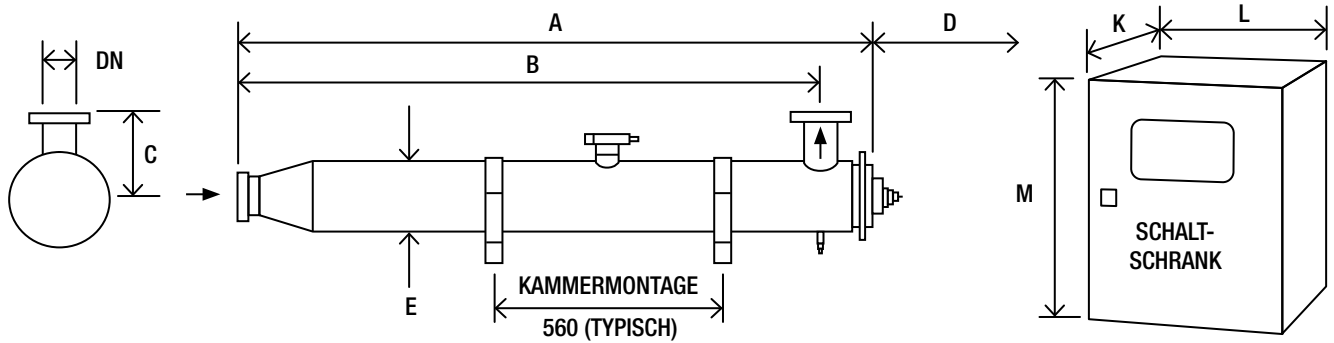 A
D
K
L
DN
B
C
M
E
SCHALT-
SCHRANK
KAMMERMONTAGE
560 (TYPISCH)